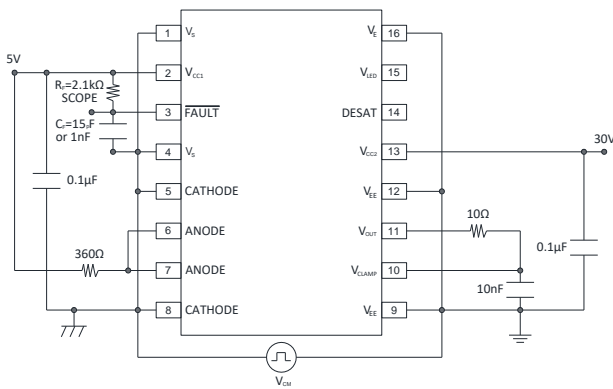 1 Vs VE 16
5V
2 VCC1 VLED 15
RF=2.1kΩ
SCOPE
3 FAULT DESAT 14
CF=15pF
or 1nF
4 Vs VCC2 13
30V
0.1µF
5 CATHODE VEE 12
6 ANODE VOUT 11
10Ω
0.1µF
360Ω
7 ANODE VCLAMP 10
10nF
8 CATHODE VEE 9
VCM